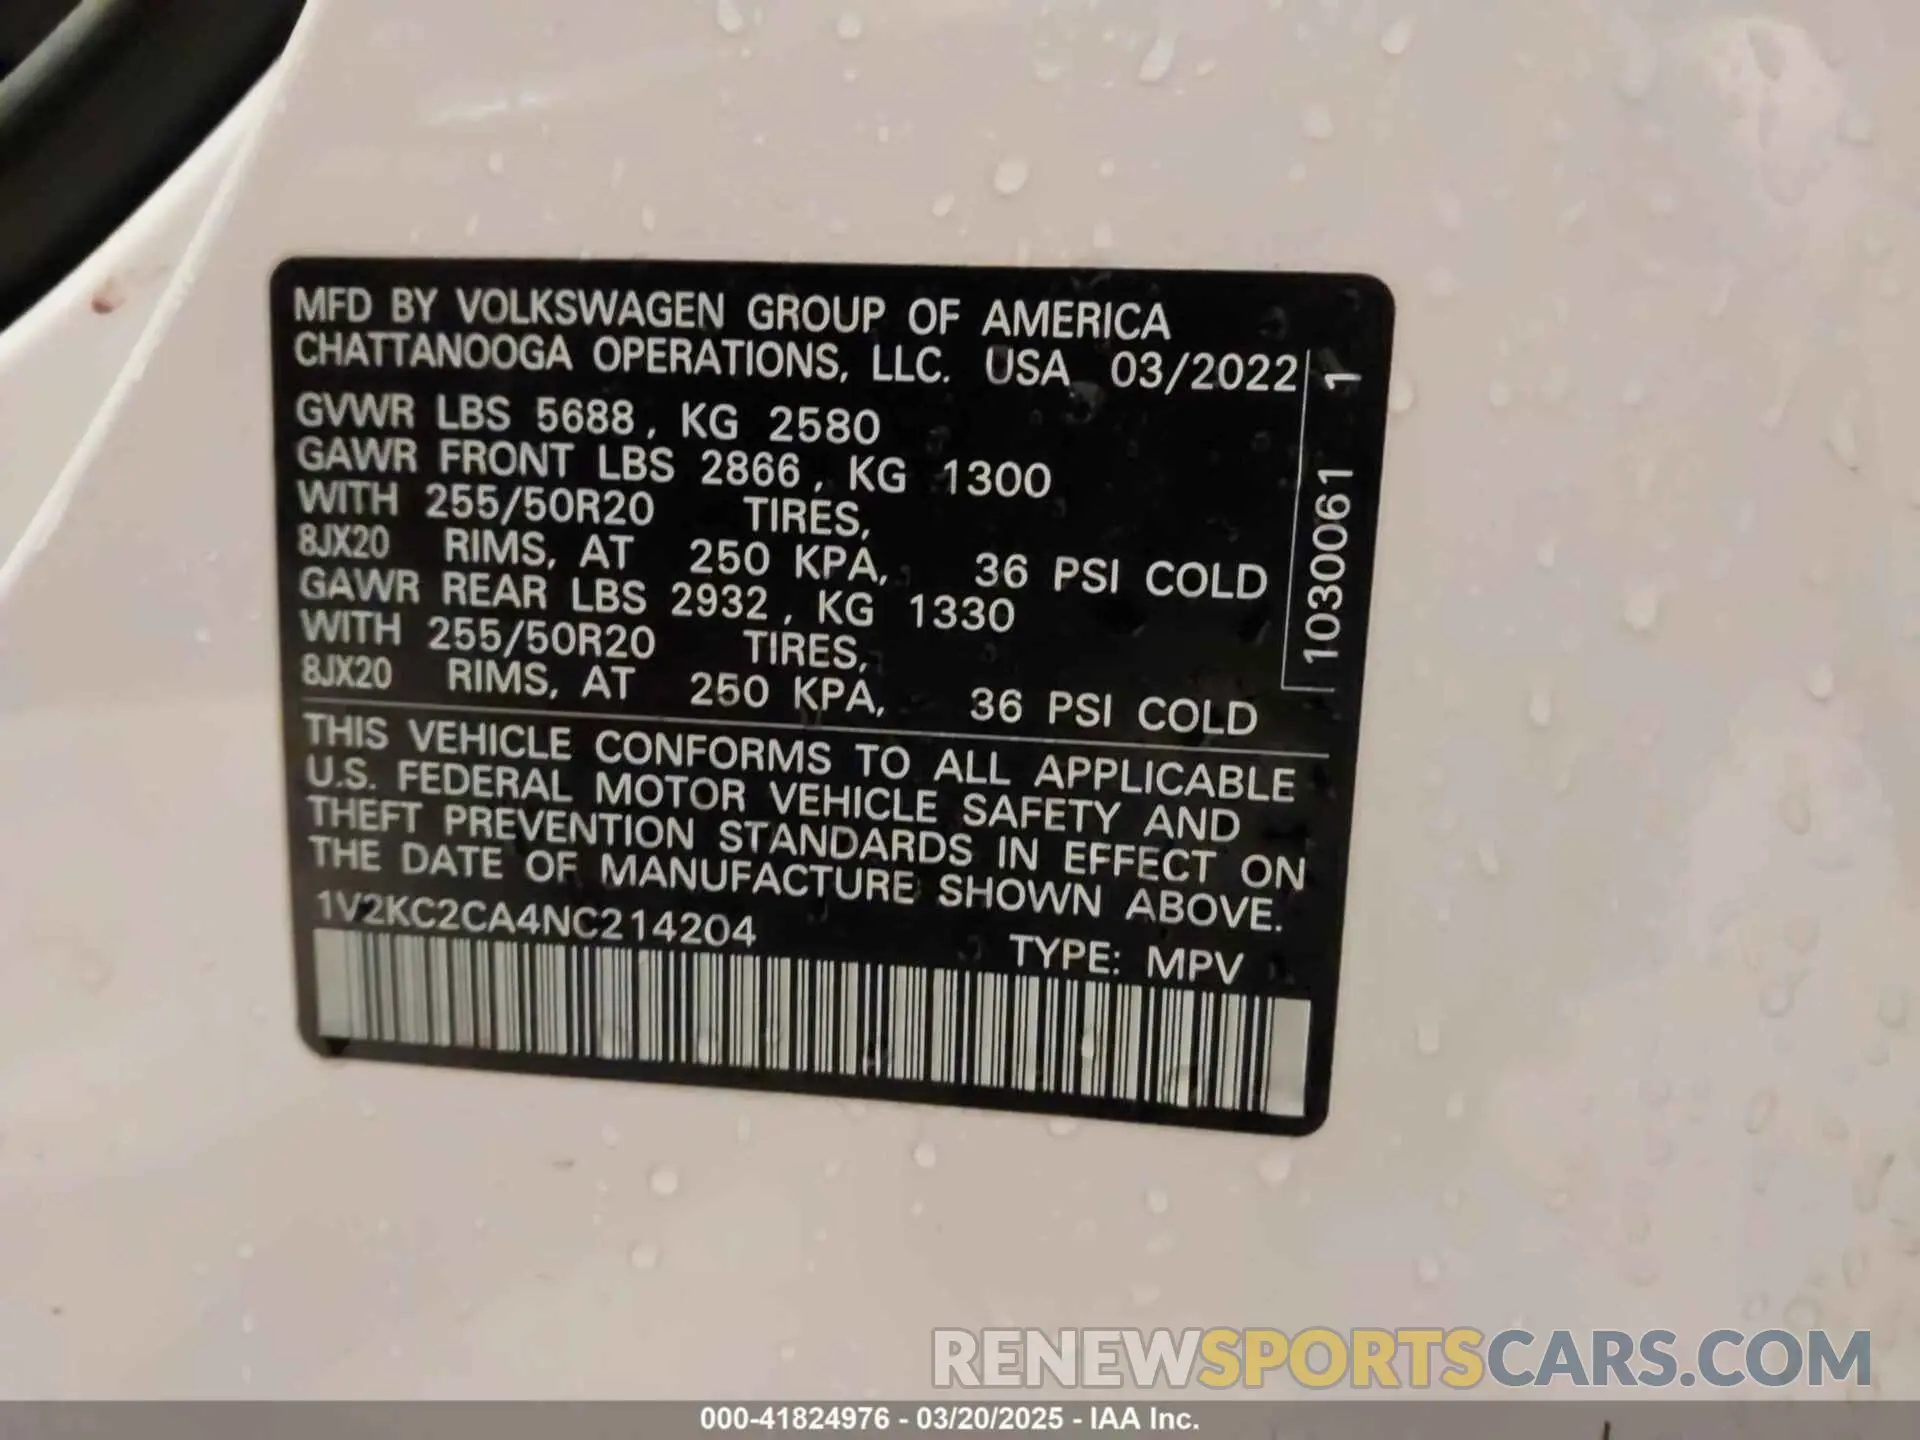 MFD BY VOLKSWAGEN GROUP OF AMERICA
CHATTANOOGA OPERATIONS, LLC. USA 03/2022
GVWR LBS 5688, KG 2580
GAWR FRONT LBS 2866, KG 1300
WITH 255/50R20 TIRES,
8JX20 RIMS, AT 250 KPA, 36 PSI COLD
GAWR REAR LBS 2932, KG 1330
WITH 255/50R20 TIRES,
8JX20 RIMS, AT 250 KPA, 36 PSI COLD
1030061 1
THIS VEHICLE CONFORMS TO ALL APPLICABLE
U.S. FEDERAL MOTOR VEHICLE SAFETY AND
THEFT PREVENTION STANDARDS IN EFFECT ON
THE DATE OF MANUFACTURE SHOWN ABOVE.
1V2KC2CA4NC214204
TYPE: MPV
RENEWSPORTSCARS.COM
000-41824976 - 03/20/2025 - IAA Inc.